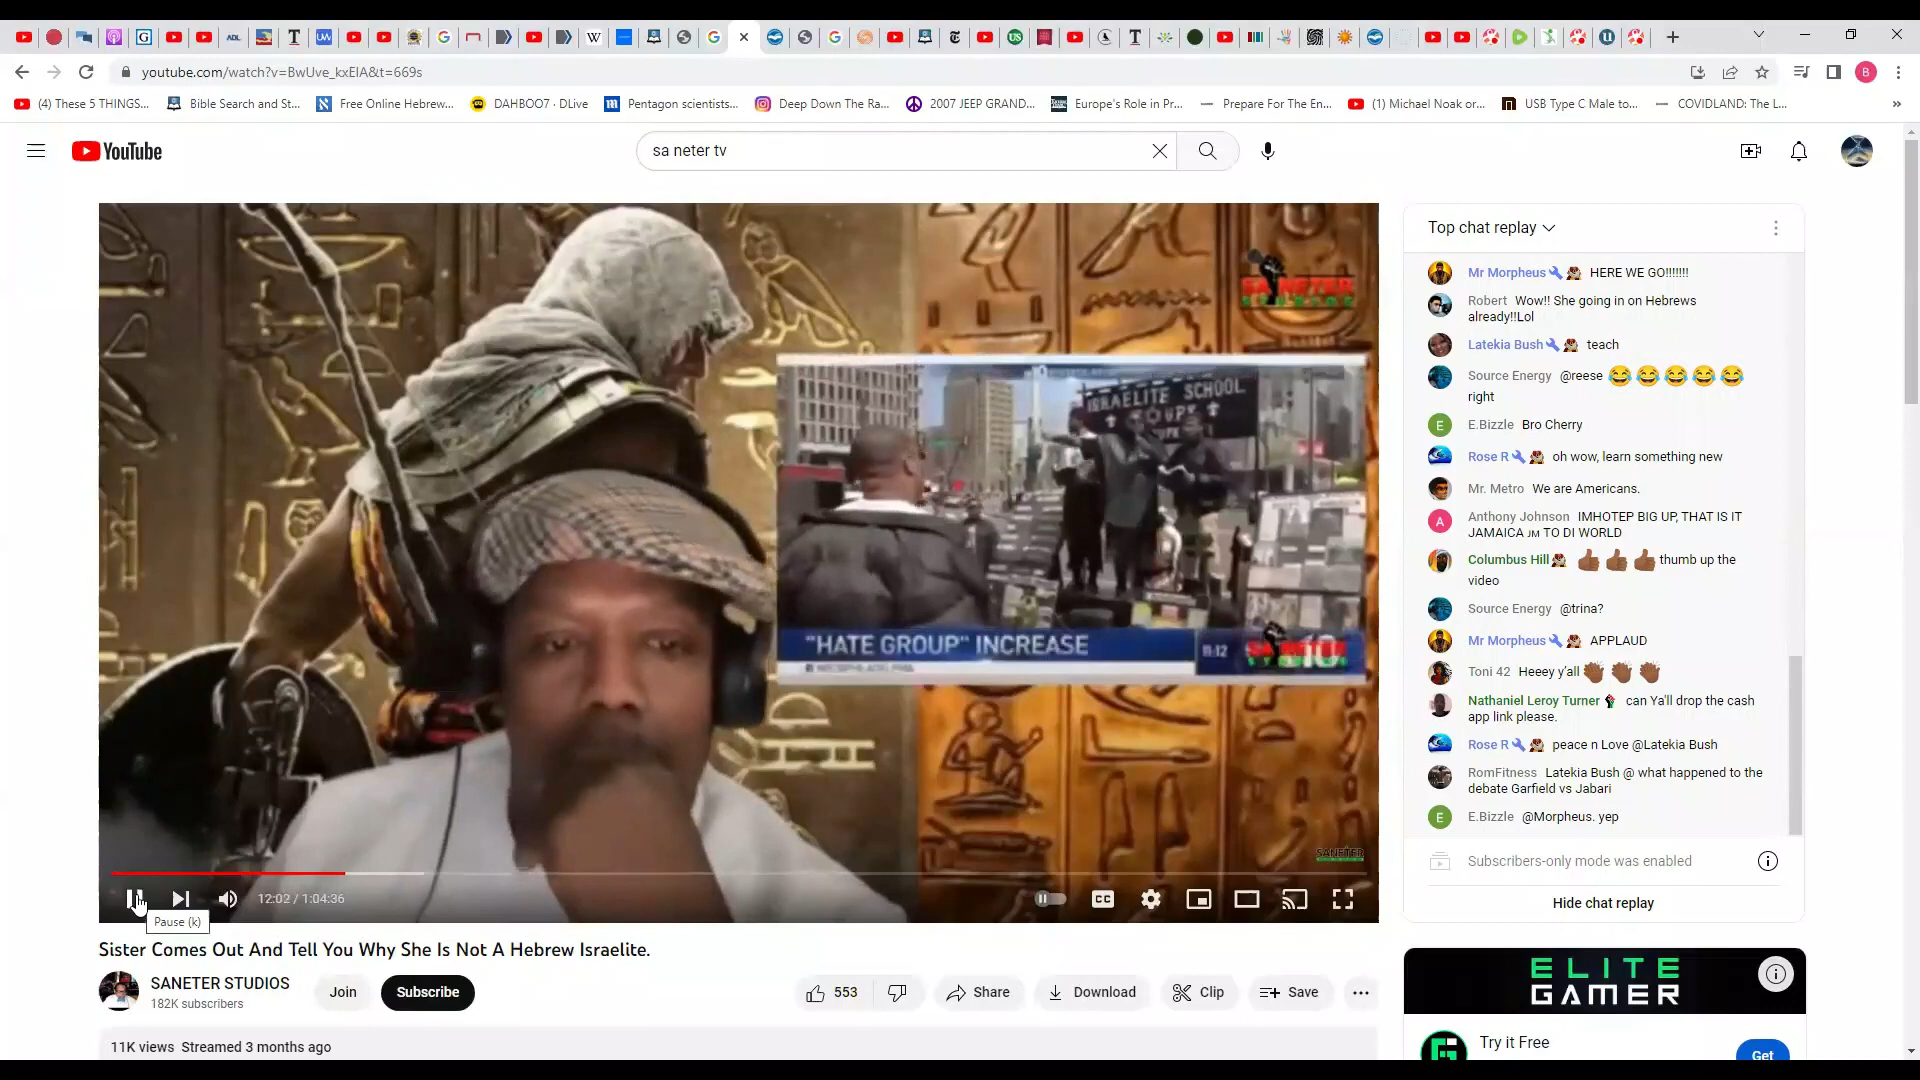 youtube.com/watch?v=BwUve_kxEIA&t=669s
B
(4) These 5 THINGS...
Bible Search and St...
Free Online Hebrew...
DAHBOO7 · DLive
Pentagon scientists...
Deep Down The Ra...
2007 JEEP GRAND...
Europe's Role in Pr...
Prepare For The En...
(1) Michael Noak or...
USB Type C Male to...
COVIDLAND: The L...
YouTube
sa neter tv
SA NETER
STUDIOS
ISRAELITE SCHOOL
"HATE GROUP" INCREASE
11:12
SA NETER
STUDIOS
SANETER
12:02 / 1:04:36
CC
Pause (k)
Sister Comes Out And Tell You Why She Is Not A Hebrew Israelite.
SANETER STUDIOS
182K subscribers
Join
Subscribe
553
Share
Download
Clip
Save
11K views Streamed 3 months ago
Top chat replay
Mr Morpheus HERE WE GO!!!!!!!
Robert Wow!! She going in on Hebrews
already!!Lol
Latekia Bush teach
Source Energy @reese 😂😂😂😂😂
right
E E.Bizzle Bro Cherry
Rose R oh wow, learn something new
Mr. Metro We are Americans.
A Anthony Johnson IMHOTEP BIG UP, THAT IS IT
JAMAICA JM TO DI WORLD
Columbus Hill 👍🏾👍🏾👍🏾 thumb up the
video
Source Energy @trina?
Mr Morpheus APPLAUD
Toni 42 Heeey y'all 👏🏾👏🏾👏🏾
Nathaniel Leroy Turner can Ya'll drop the cash
app link please.
Rose R peace n Love @Latekia Bush
RomFitness Latekia Bush @ what happened to the
debate Garfield vs Jabari
E E.Bizzle @Morpheus. yep
Subscribers-only mode was enabled
Hide chat replay
ELITE
GAMER
Try it Free
Get